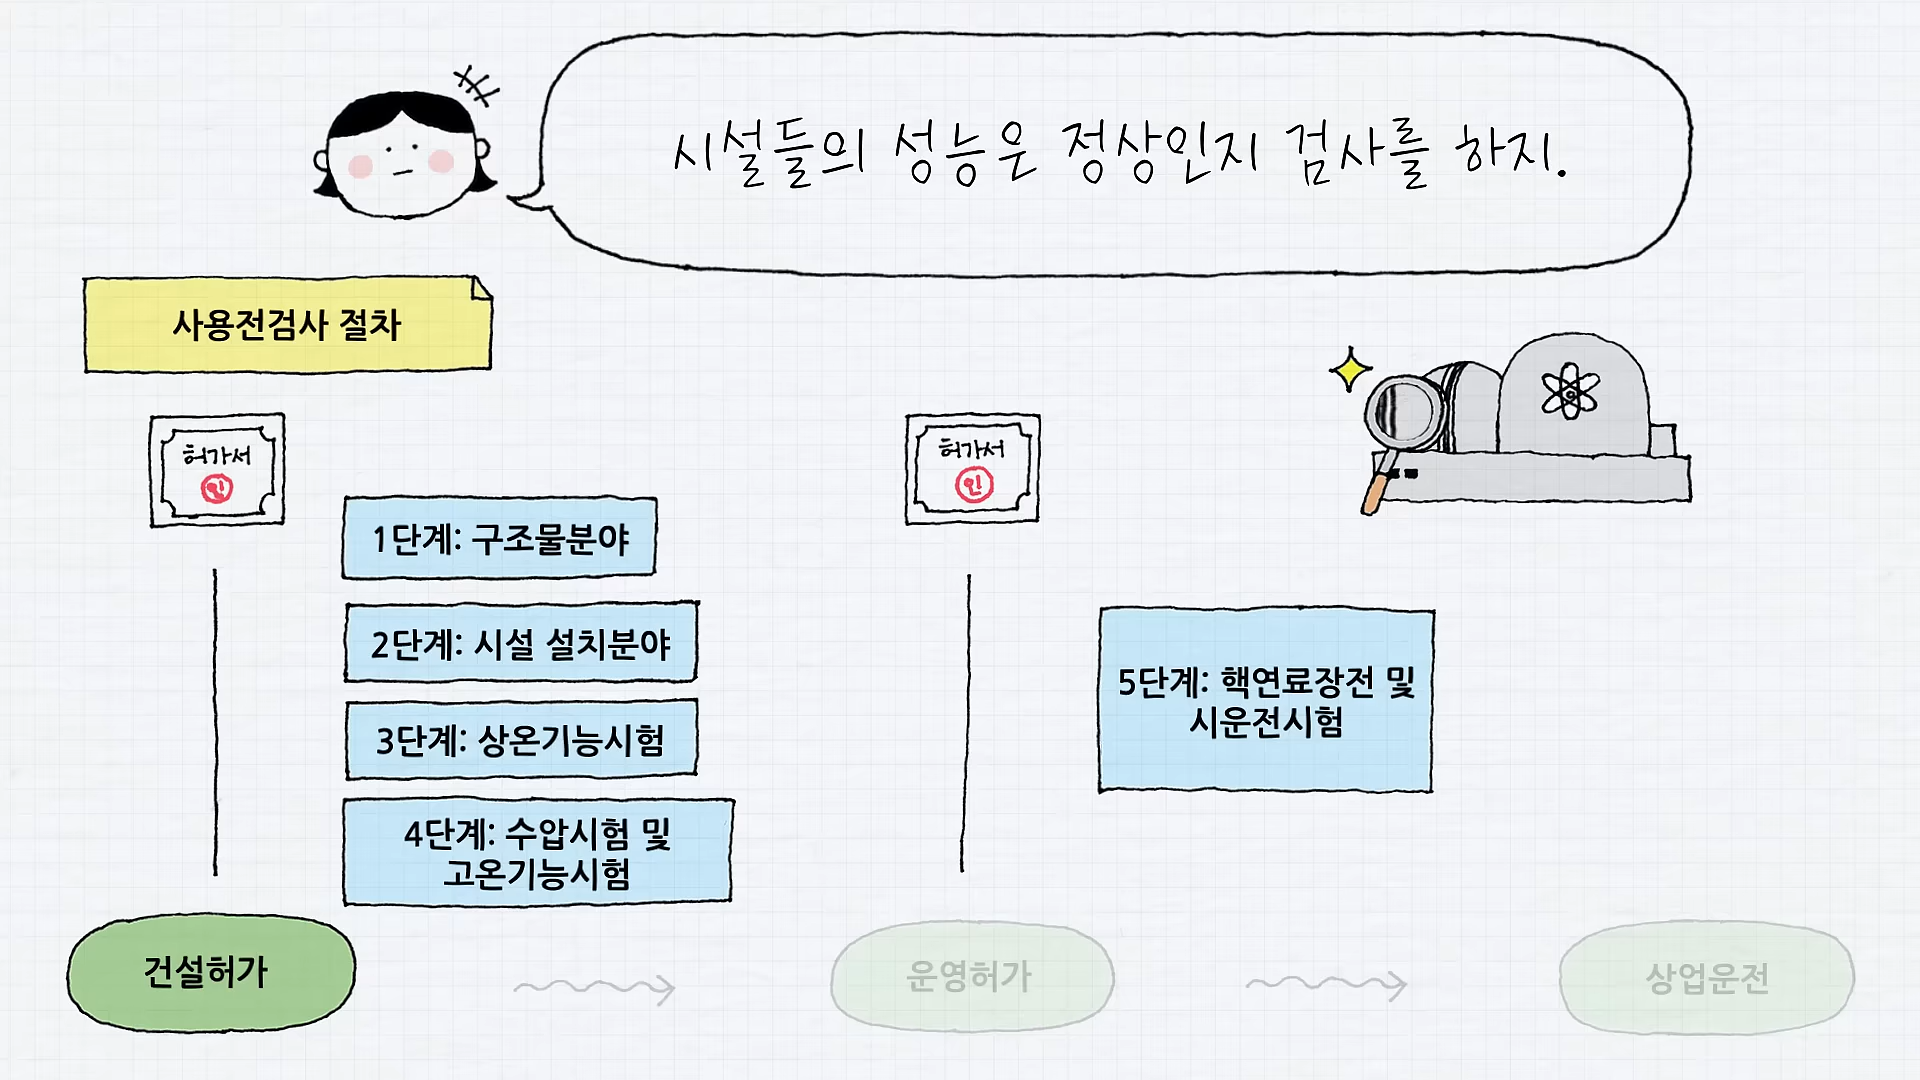 시설들의 성능은 정상인지 검사를 하지.
사용전검사 절차
허가서
인
허가서
인
1단계: 구조물분야
2단계: 시설 설치분야
3단계: 상온기능시험
4단계: 수압시험 및
고온기능시험
5단계: 핵연료장전 및
시운전시험
건설허가
운영허가
상업운전